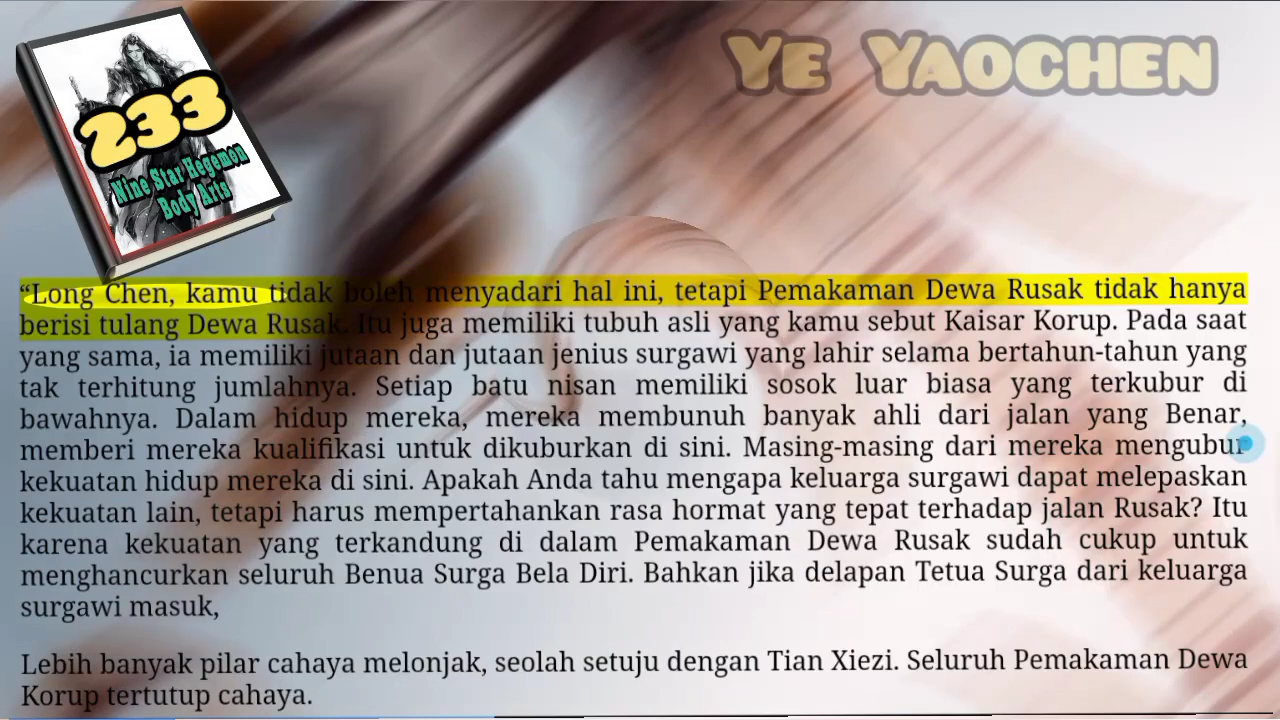 YE YAOCHEN
233
Nine Star Hegemon
Body Arts
“Long Chen, kamu tidak boleh menyadari hal ini, tetapi Pemakaman Dewa Rusak tidak hanya
berisi tulang Dewa Rusak. Itu juga memiliki tubuh asli yang kamu sebut Kaisar Korup. Pada saat
yang sama, ia memiliki jutaan dan jutaan jenius surgawi yang lahir selama bertahun-tahun yang
tak terhitung jumlahnya. Setiap batu nisan memiliki sosok luar biasa yang terkubur di
bawahnya. Dalam hidup mereka, mereka membunuh banyak ahli dari jalan yang Benar,
memberi mereka kualifikasi untuk dikuburkan di sini. Masing-masing dari mereka mengubur
kekuatan hidup mereka di sini. Apakah Anda tahu mengapa keluarga surgawi dapat melepaskan
kekuatan lain, tetapi harus mempertahankan rasa hormat yang tepat terhadap jalan Rusak? Itu
karena kekuatan yang terkandung di dalam Pemakaman Dewa Rusak sudah cukup untuk
menghancurkan seluruh Benua Surga Bela Diri. Bahkan jika delapan Tetua Surga dari keluarga
surgawi masuk,
Lebih banyak pilar cahaya melonjak, seolah setuju dengan Tian Xiezi. Seluruh Pemakaman Dewa
Korup tertutup cahaya.